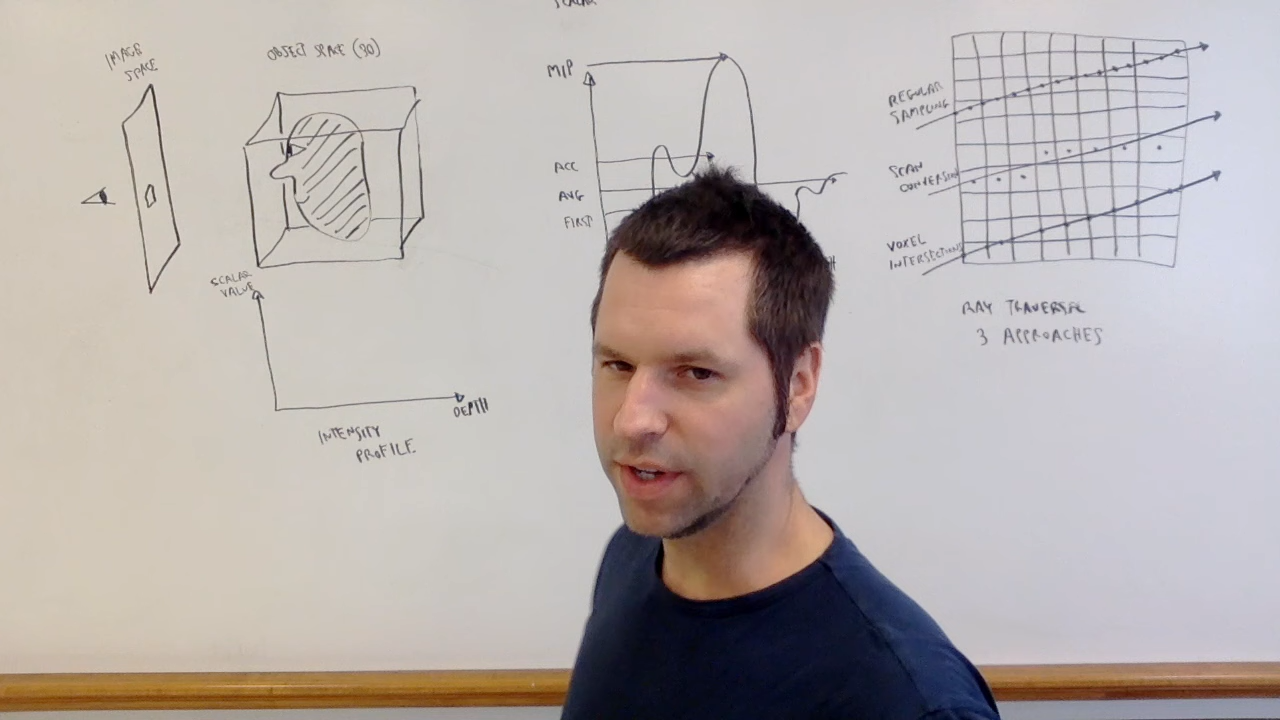 SCALAR
IMAGE
SPACE
OBJECT SPACE (3D)
SCALAR
VALUE
DEPTH
INTENSITY
PROFILE
MIP
ACC
AVG
FIRST
H
REGULAR
SAMPLING
SCAN
CONVERSION
VOXEL
INTERSECTIONS
RAY TRAVERSAL
3 APPROACHES